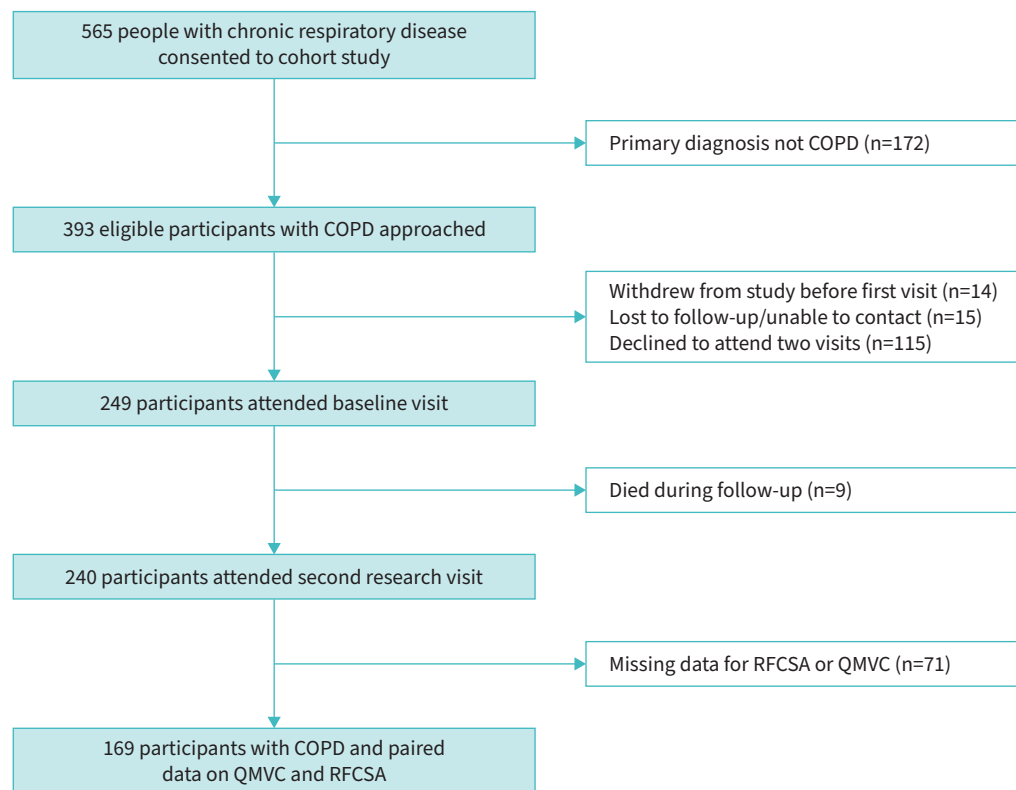 565 people with chronic respiratory disease
consented to cohort study
Primary diagnosis not COPD (n=172)
393 eligible participants with COPD approached
Withdrew from study before first visit (n=14)
Lost to follow-up/unable to contact (n=15)
Declined to attend two visits (n=115)
249 participants attended baseline visit
Died during follow-up (n=9)
240 participants attended second research visit
Missing data for RFCSA or QMVC (n=71)
169 participants with COPD and paired
data on QMVC and RFCSA